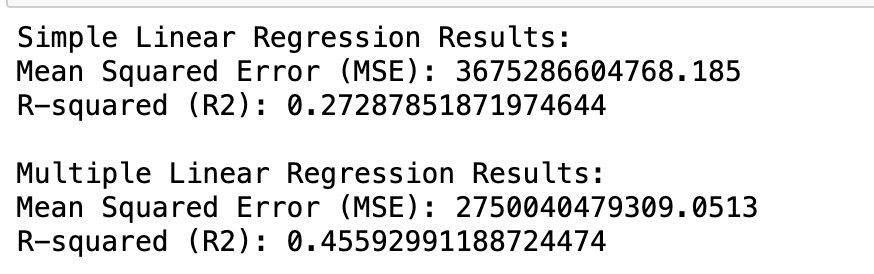 Simple Linear Regression Results:
Mean Squared Error (MSE): 3675286604768.185
R-squared (R2): 0.27287851871974644
Multiple Linear Regression Results:
Mean Squared Error (MSE): 2750040479309.0513
R-squared (R2): 0.45592991188724474